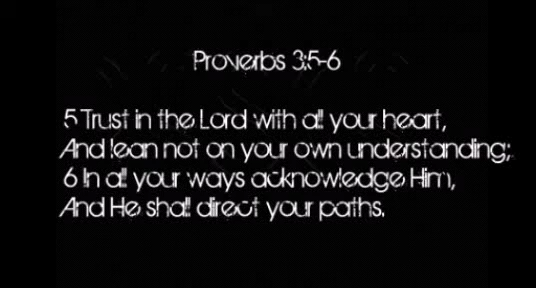 Proverbs 3:5-6
5 Trust in the Lord with all your heart,
And lean not on your own understanding;
6 In all your ways acknowledge Him,
And He shall direct your paths.